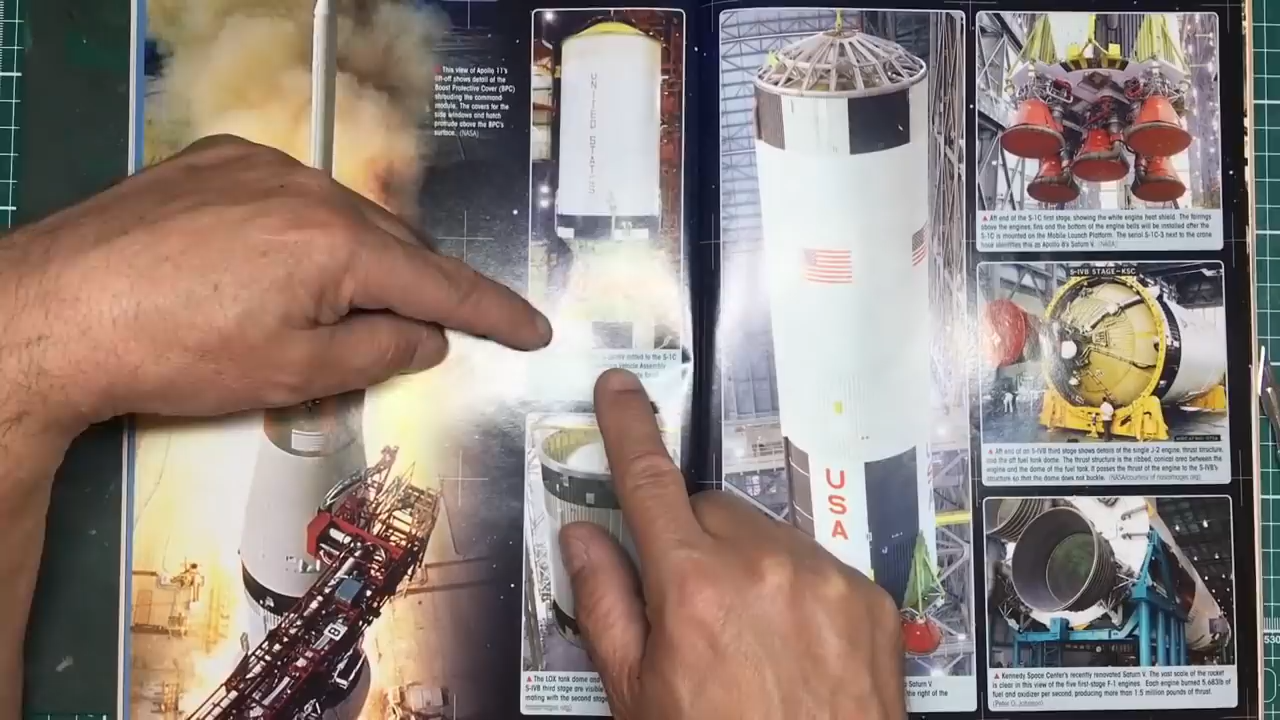 This view of Apollo 11's
lift-off shows detail of the
Boost Protective Cover (BPC)
shrouding the command
module. The covers for the
side windows and hatch
protrude above the BPC's
surface. (NASA)
UNITED STATES
mated to the S-1C
Vehicle Assembly
The LOX tank dome and
S-IVB third stage are visible
mating with the second stage
USA
Saturn V
the right of the
Aft end of the S-1C first stage, showing the white engine heat shield. The fairings
above the engines, fins and the bottom of the engine bells will be installed after the
S-1C is mounted on the Mobile Launch Platform. The serial S-1C-3 next to the crane
hook identifies this as Apollo 8's Saturn V. (NASA)
S-IVB STAGE-KSC
Aft end of an S-IVB third stage shows details of the single J-2 engine, thrust structure,
and the aft fuel tank dome. The thrust structure is the ribbed, conical area between the
engine and the dome of the fuel tank. It passes the thrust of the engine to the S-IVB's
structure so that the dome does not buckle.
Kennedy Space Center's recently renovated Saturn V. The vast scale of the rocket
is clear in this view of the five first-stage F-1 engines. Each engine burned 5,683lb of
fuel and oxidizer per second, producing more than 1.5 million pounds of thrust.
(Peter G. Johnson)
530